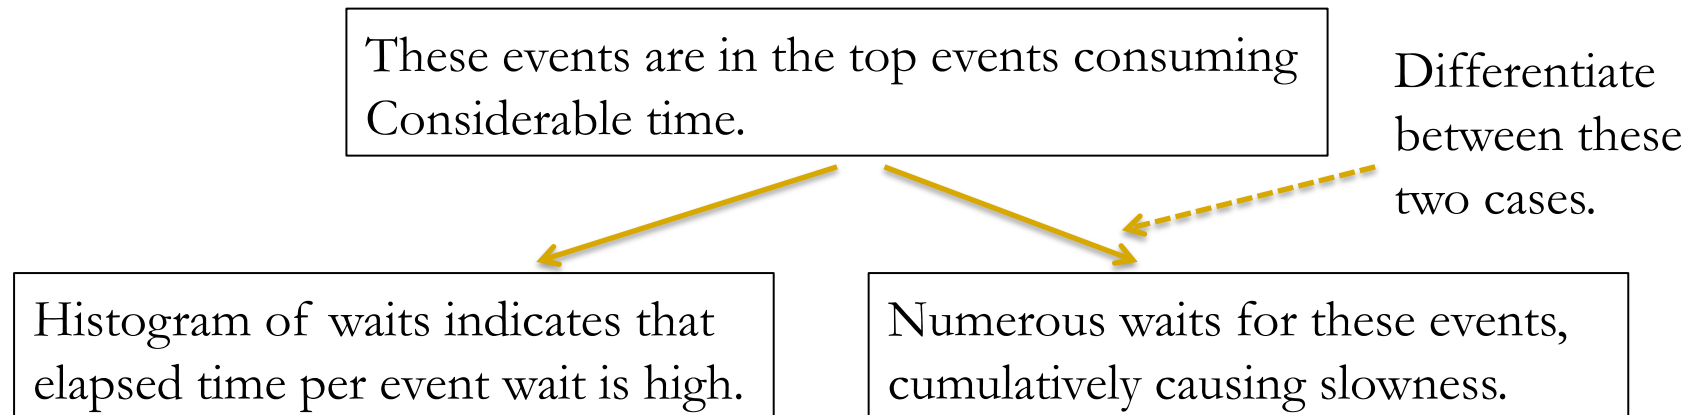 These events are in the top events consuming
Considerable time.
Differentiate
between these
two cases.
Histogram of waits indicates that
elapsed time per event wait is high.
Numerous waits for these events,
cumulatively causing slowness.